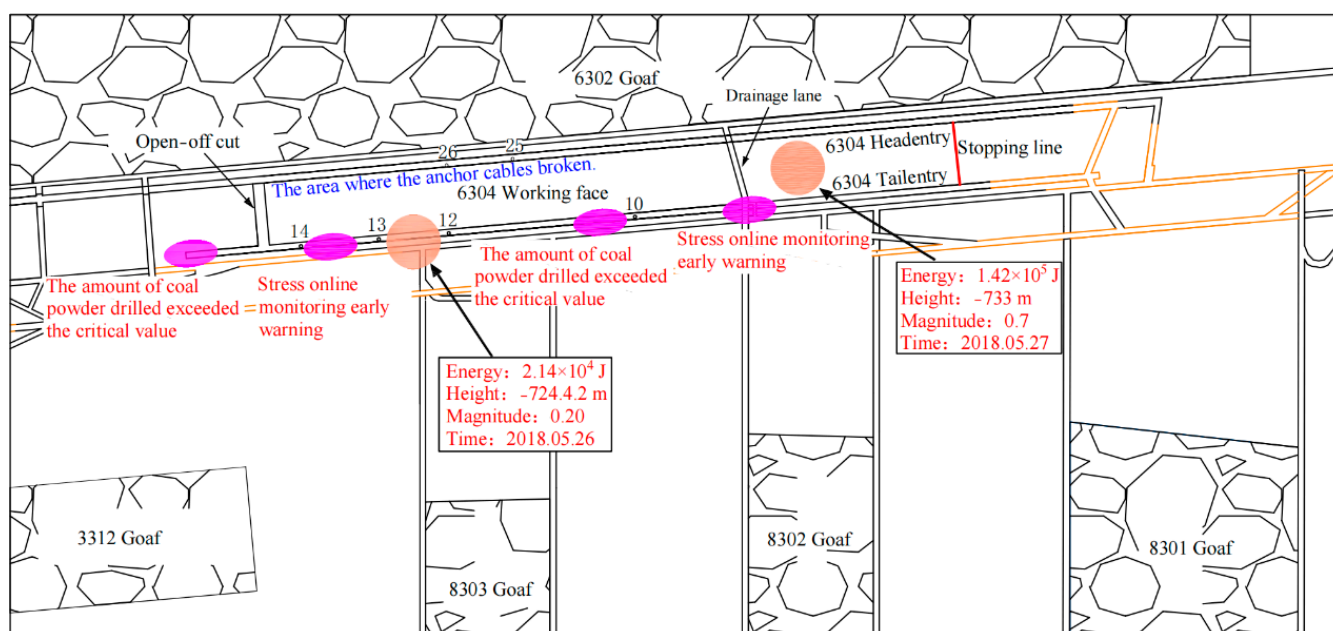 6302 Goaf
Drainage lane
Open-off cut
26
25
6304 Headentry
Stopping line
The area where the anchor cables broken.
6304 Working face
6304 Tailentry
14
13
12
10
The amount of coal
powder drilled exceeded
the critical value
Stress online
monitoring early
warning
The amount of coal
powder drilled exceeded
the critical value
Stress online monitoring
early warning
Energy：1.42×10⁵ J
Height：-733 m
Magnitude：0.7
Time：2018.05.27
Energy：2.14×10⁴ J
Height：-724.4.2 m
Magnitude：0.20
Time：2018.05.26
3312 Goaf
8303 Goaf
8302 Goaf
8301 Goaf